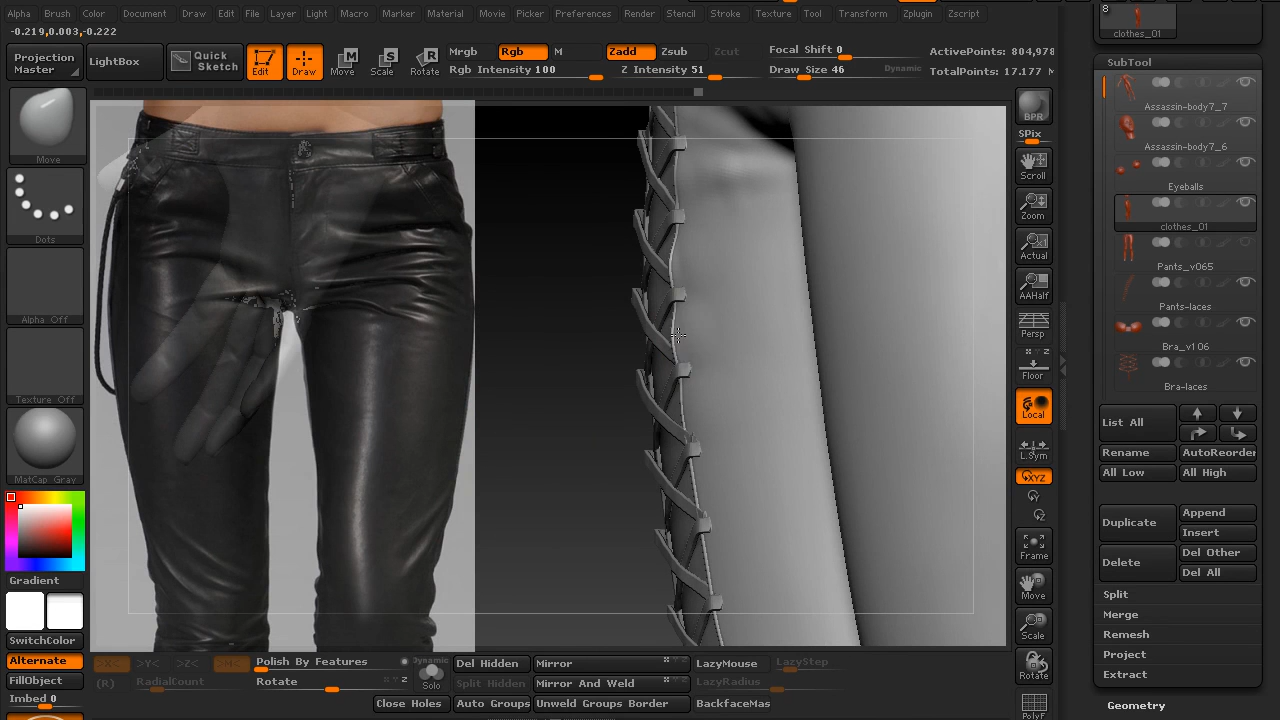 Alpha Brush Color Document Draw Edit File Layer Light Macro Marker Material Movie Picker Preferences Render Stencil Stroke Texture Tool Transform Zplugin Zscript
-0.219,0.003,-0.222
Projection Master
LightBox
Quick Sketch
Edit
Draw
Move
Scale
Rotate
Mrgb Rgb M Zadd Zsub Zcut
Rgb Intensity 100
Z Intensity 51
Focal Shift 0
Draw Size 46
Dynamic
ActivePoints: 804,978
TotalPoints: 17.177 M
Move
Dots
Alpha Off
Texture Off
MatCap Gray
Gradient
SwitchColor
Alternate
FillObject
Imbed 0
BPR
SPix
Scroll
Zoom
Actual
AAHalf
Persp
Floor
Local
L.Sym
XYZ
Y
Z
Frame
Move
Scale
Rotate
PolyF
8
clothes_01
SubTool
Assassin-body7_7
Assassin-body7_6
Eyeballs
clothes_01
Pants_v065
Pants-laces
Bra_v106
Bra-laces
List All
Rename AutoReorder
All Low All High
Duplicate
Append
Insert
Delete
Del Other
Del All
Split
Merge
Remesh
Project
Extract
Geometry
>X< >Y< >Z< >M<
(R) RadialCount
Polish By Features
Rotate
Dynamic
Solo
Del Hidden
Split Hidden
Close Holes
Auto Groups
Mirror
Mirror And Weld
Unweld Groups Border
LazyMouse
LazyRadius
BackfaceMas
LazyStep